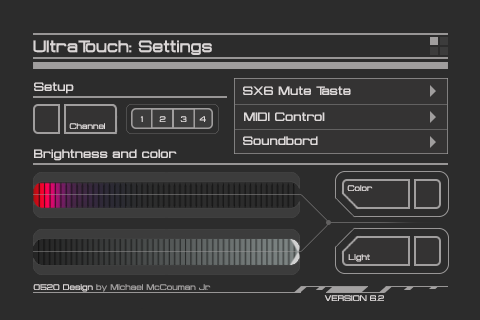 UltraTouch: Settings
Setup
Channel
1 2 3 4
SX6 Mute Taste
MIDI Control
Soundbord
Brightness and color
Color
Light
0620 Design by Michael McCouman Jr
VERSION 6.2